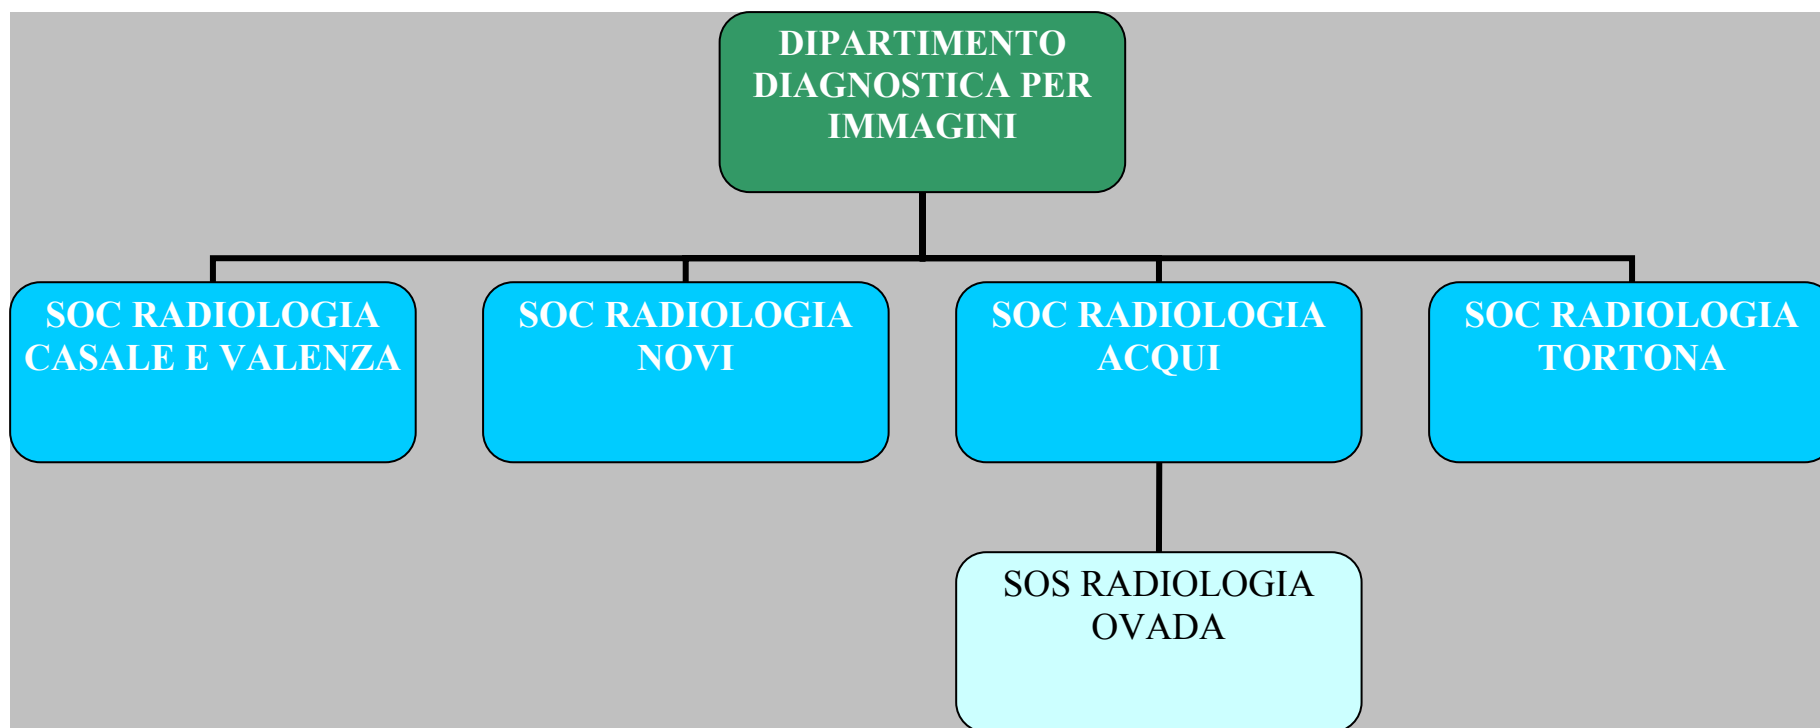 DIPARTIMENTO
DIAGNOSTICA PER
IMMAGINI
SOC RADIOLOGIA
CASALE E VALENZA
SOC RADIOLOGIA
NOVI
SOC RADIOLOGIA
ACQUI
SOC RADIOLOGIA
TORTONA
SOS RADIOLOGIA
OVADA